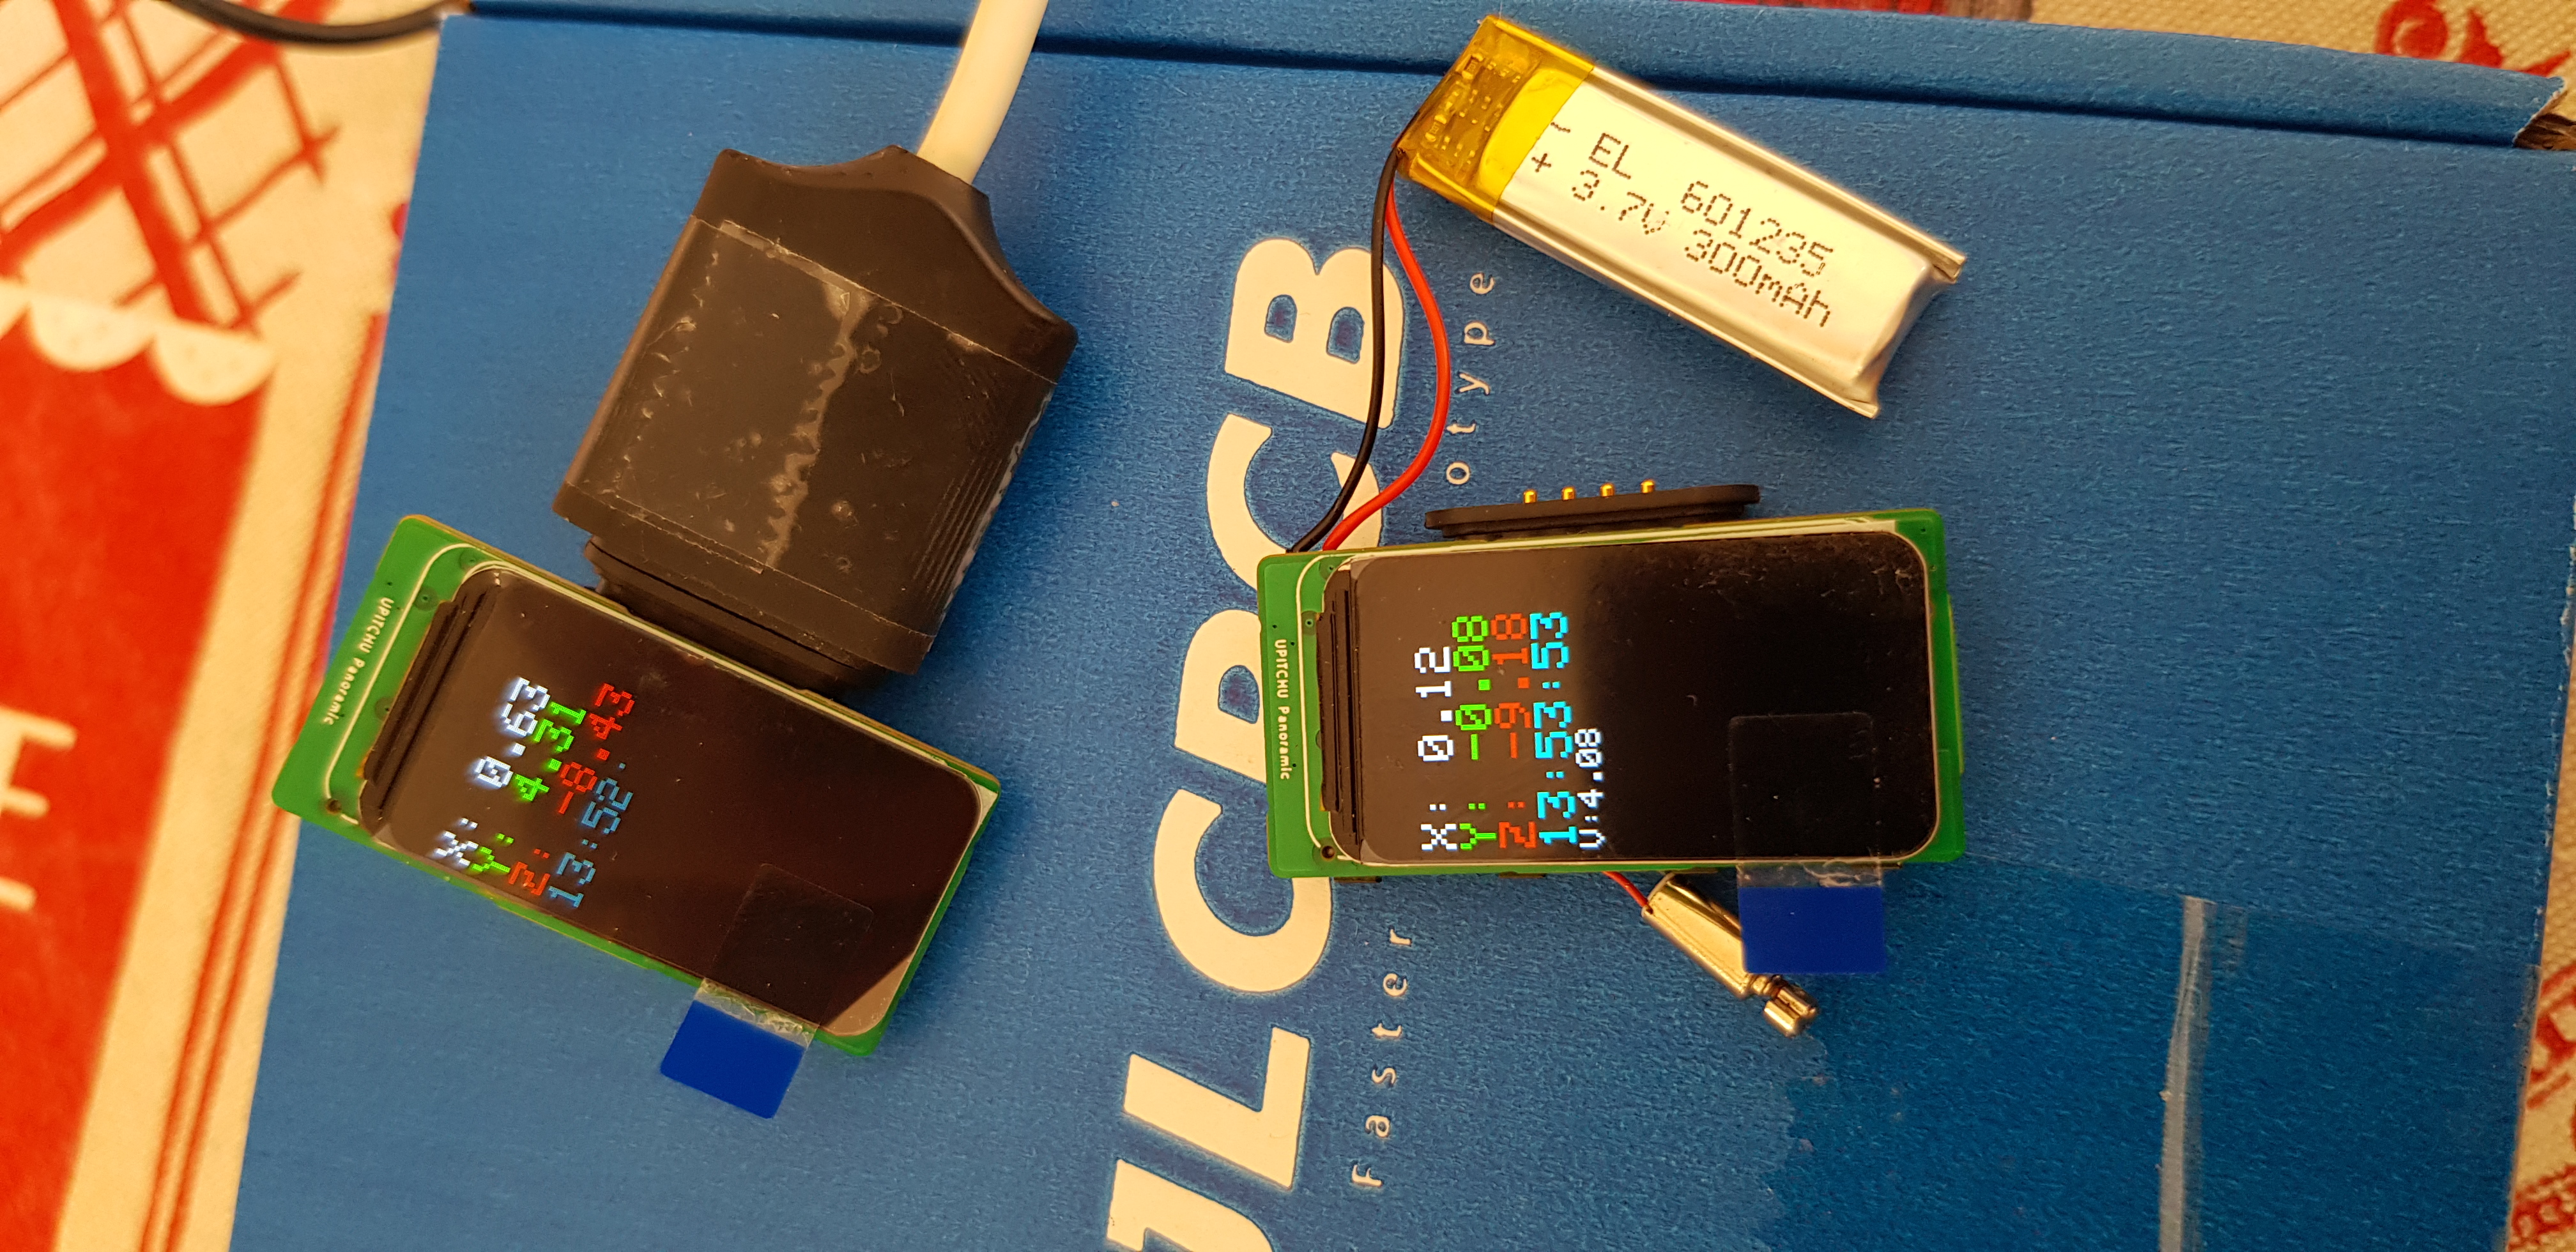 UPITCHU Panoramic
X: 0.63
Y: 4.31
Z: -8.43
13:52:
JLCPCB
Faster
otype
UPITCHU Panoramic
X: 0.12
Y: -0.08
Z: -9.18
13:53:53
V:4.08
+ -
EL
3.7V 601235
300mAh